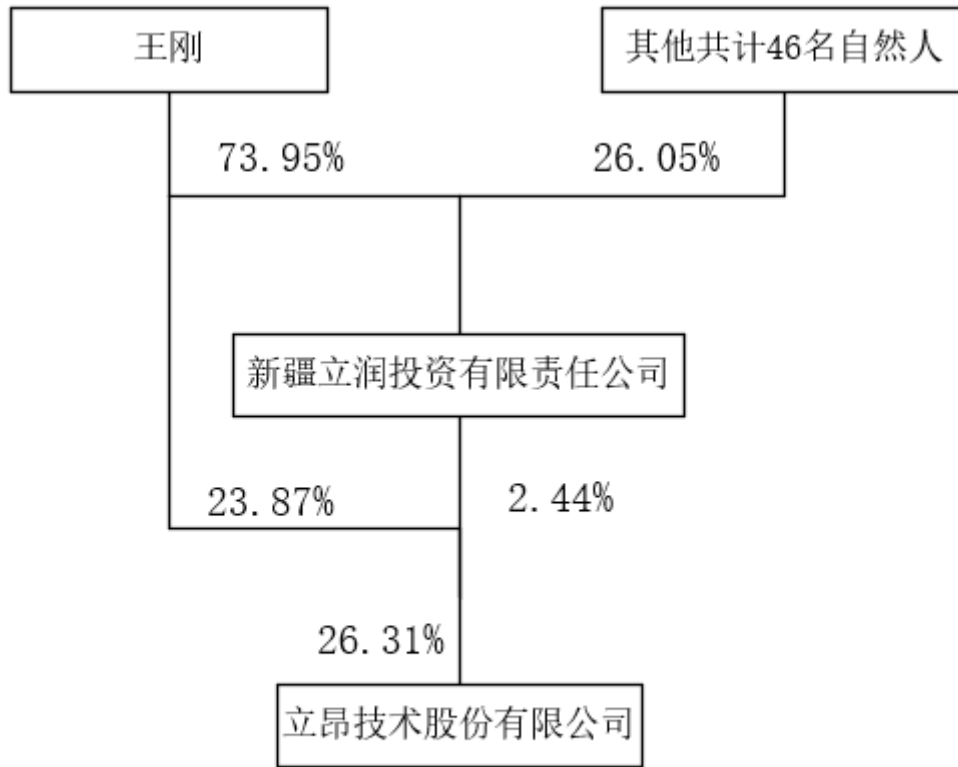 王刚
其他共计46名自然人
73.95%
26.05%
新疆立润投资有限责任公司
23.87%
2.44%
26.31%
立昂技术股份有限公司